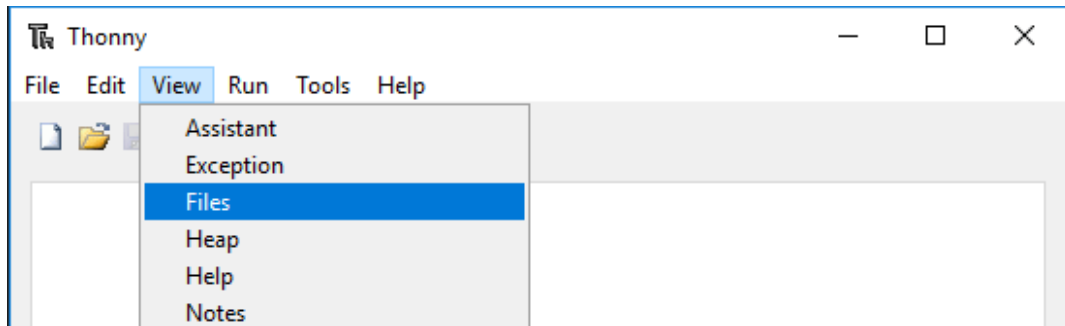 Thonny
File Edit View Run Tools Help
Assistant
Exception
Files
Heap
Help
Notes